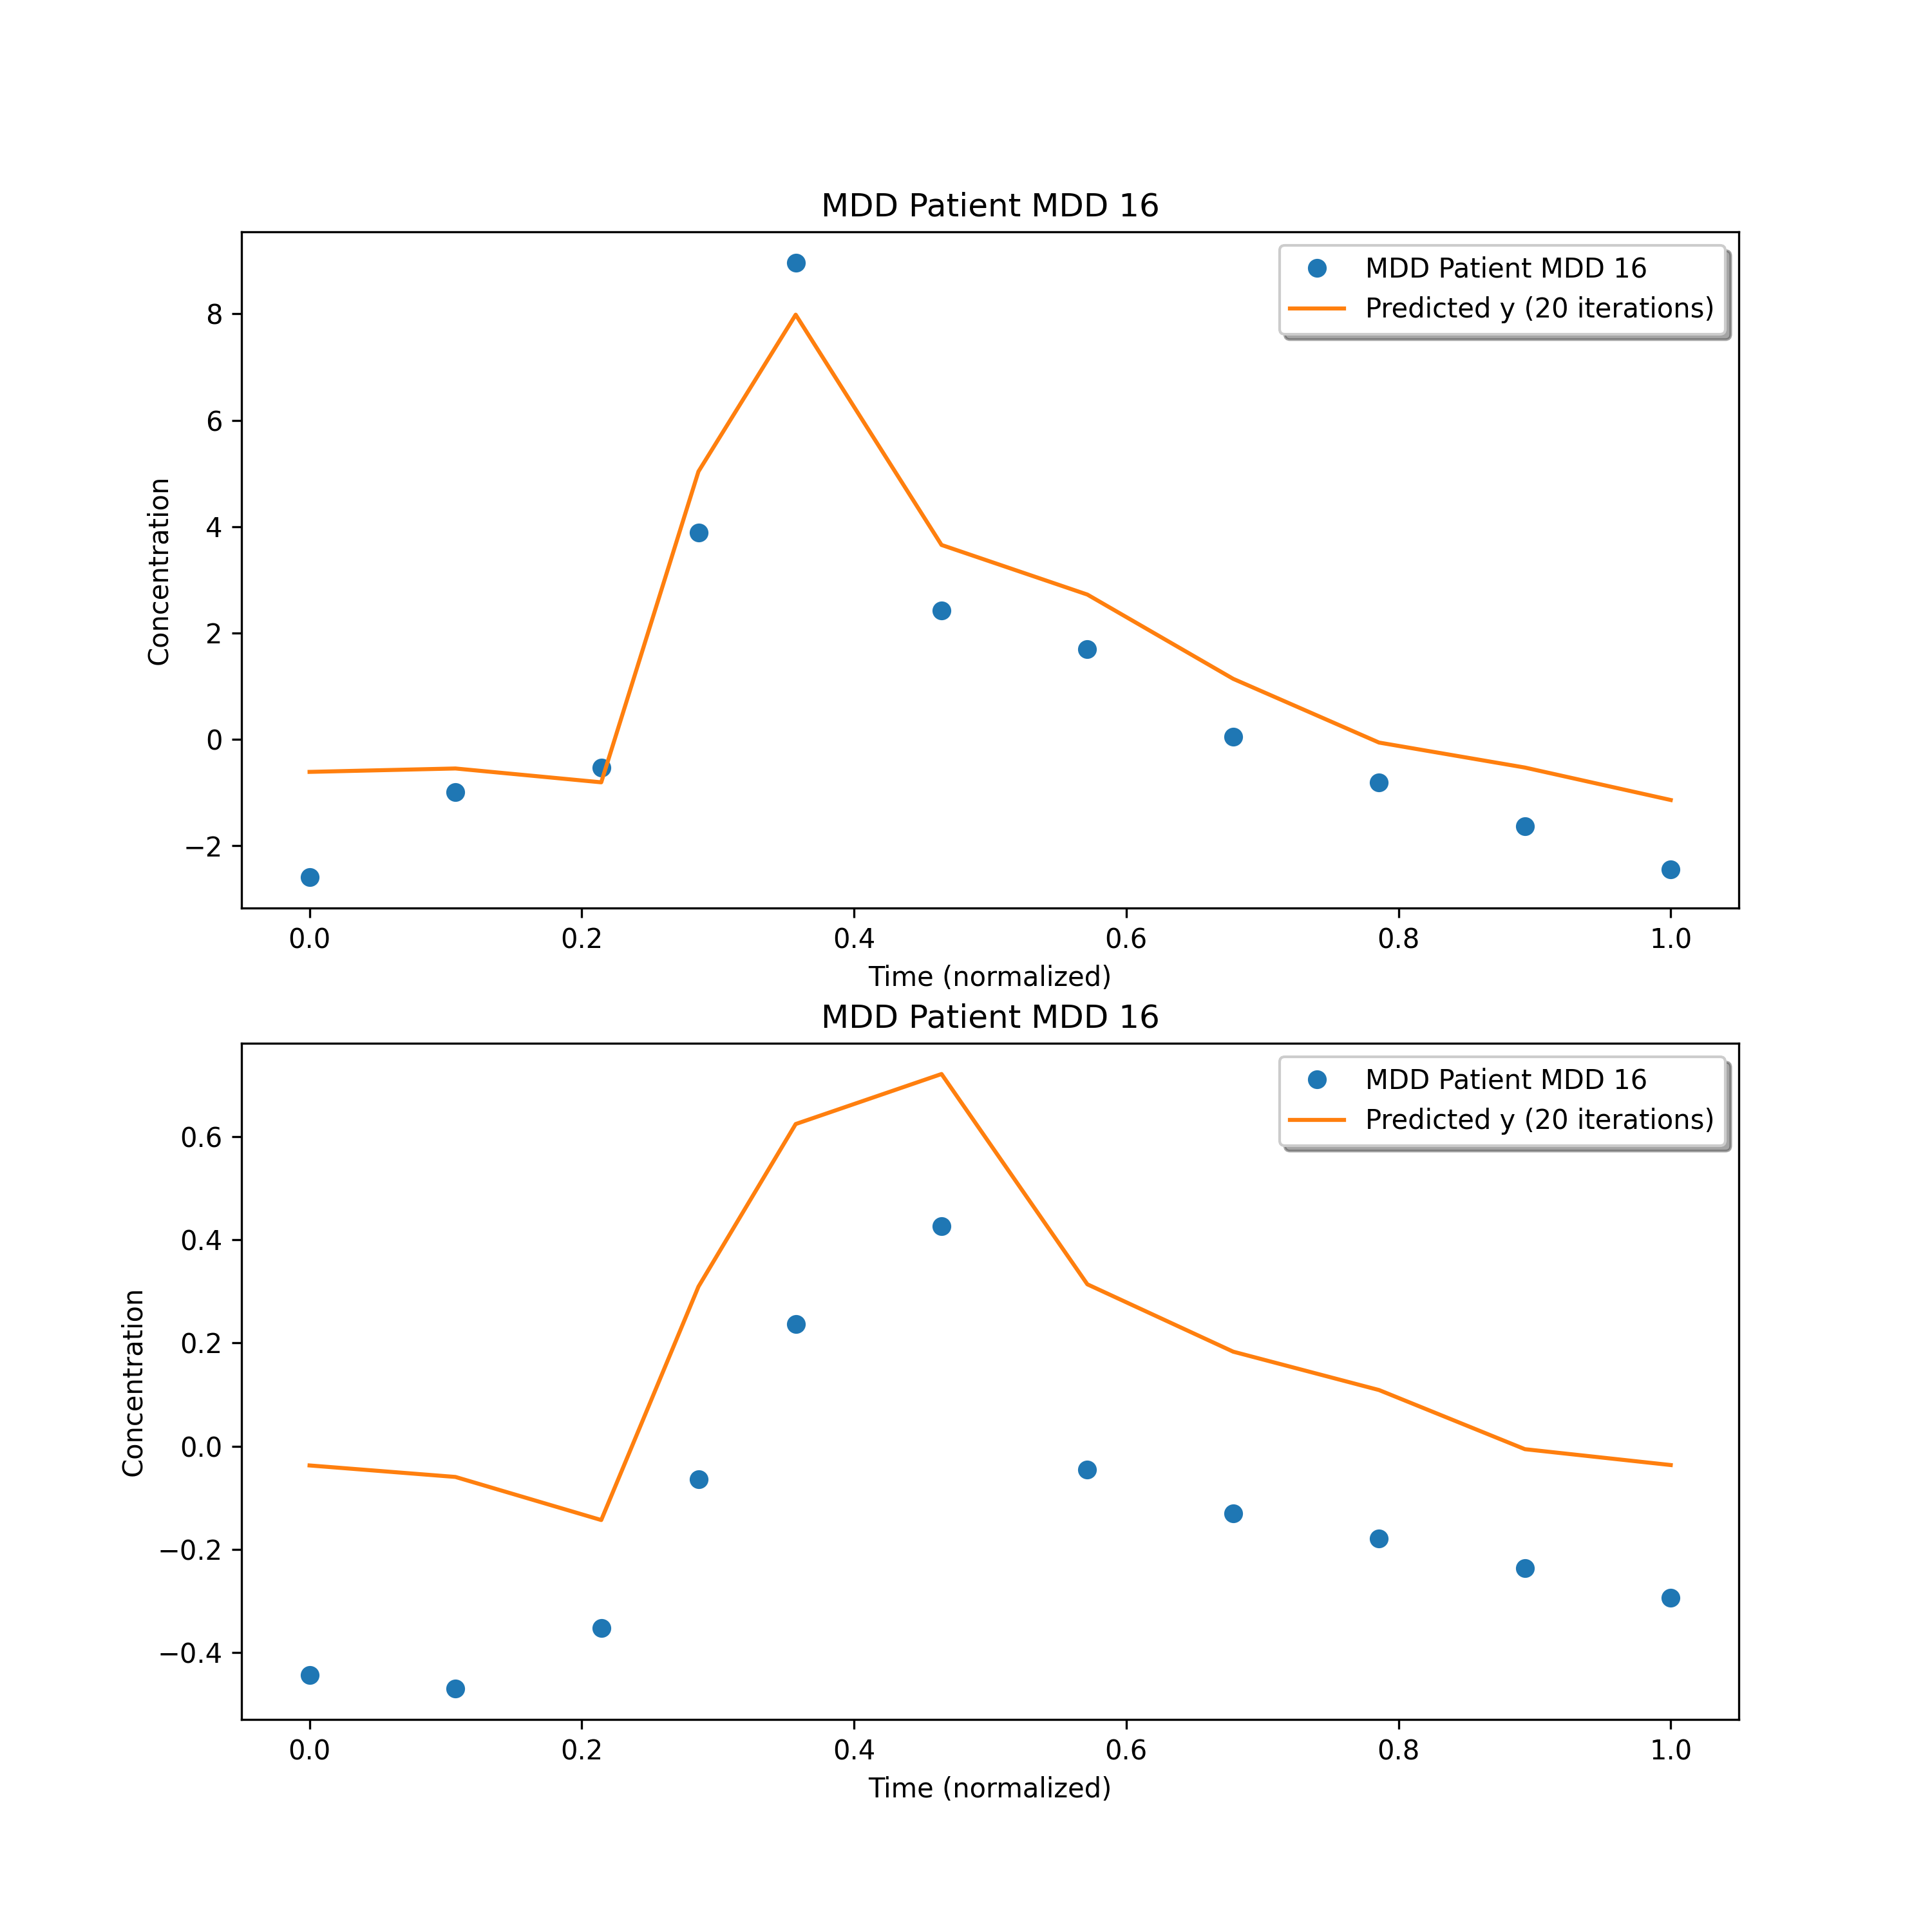 MDD Patient MDD 16
MDD Patient MDD 16
Predicted y (20 iterations)
Concentration
8
6
4
2
0
−2
0.0 0.2 0.4 0.6 0.8 1.0
Time (normalized)
MDD Patient MDD 16
MDD Patient MDD 16
Predicted y (20 iterations)
Concentration
0.6
0.4
0.2
0.0
−0.2
−0.4
0.0 0.2 0.4 0.6 0.8 1.0
Time (normalized)